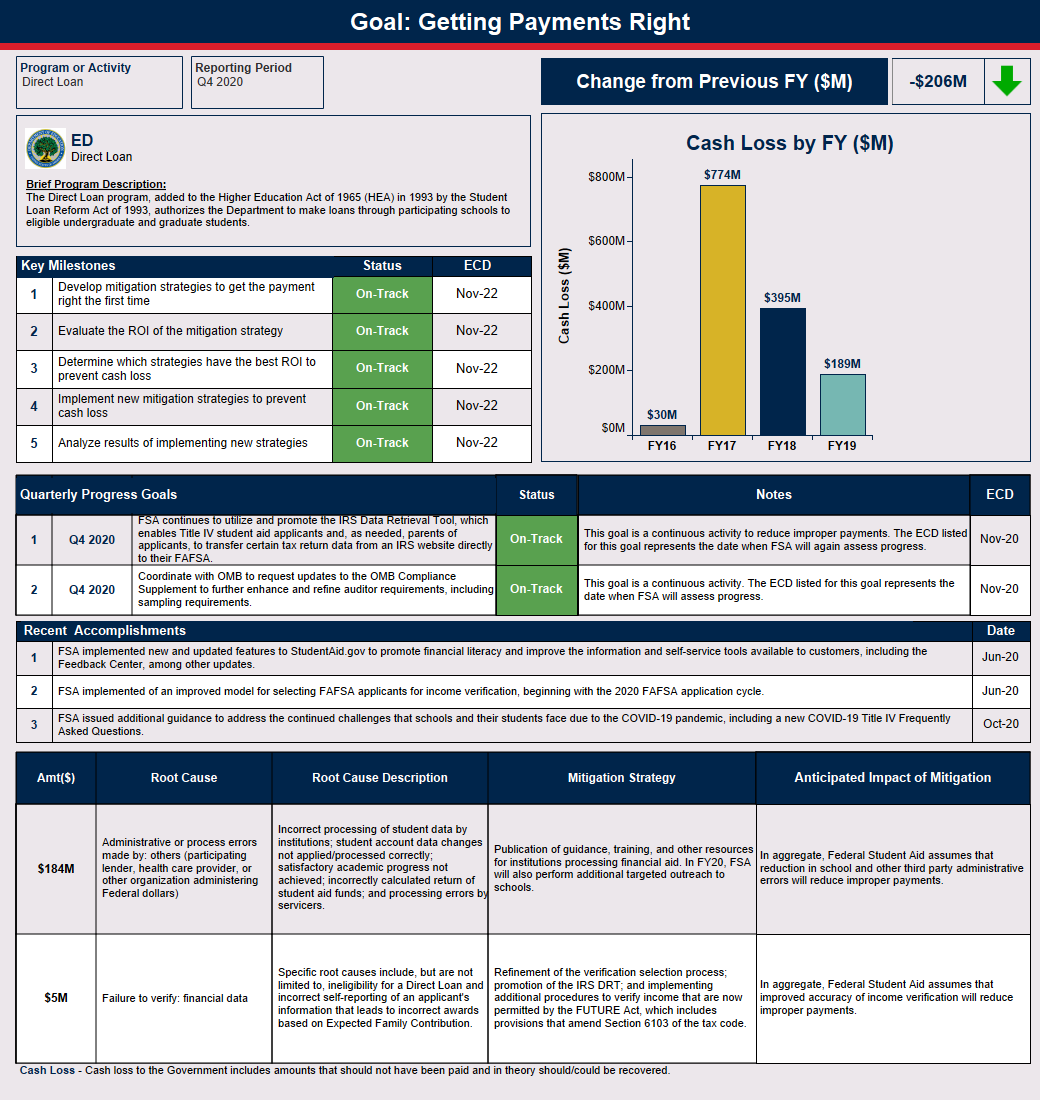 Goal: Getting Payments Right
Program or Activity
Direct Loan
Reporting Period
Q4 2020
Change from Previous FY ($M)
-$206M
ED
Direct Loan
Brief Program Description:
The Direct Loan program, added to the Higher Education Act of 1965 (HEA) in 1993 by the Student
Loan Reform Act of 1993, authorizes the Department to make loans through participating schools to
eligible undergraduate and graduate students.
Cash Loss by FY ($M)
Cash Loss ($M)
$800M
$600M
$400M
$200M
$0M
$30M
$774M
$395M
$189M
FY16
FY17
FY18
FY19
Key Milestones
Status
ECD
1
Develop mitigation strategies to get the payment
right the first time
On-Track
Nov-22
2
Evaluate the ROI of the mitigation strategy
On-Track
Nov-22
3
Determine which strategies have the best ROI to
prevent cash loss
On-Track
Nov-22
4
Implement new mitigation strategies to prevent
cash loss
On-Track
Nov-22
5
Analyze results of implementing new strategies
On-Track
Nov-22
Quarterly Progress Goals
Status
Notes
ECD
1
Q4 2020
FSA continues to utilize and promote the IRS Data Retrieval Tool, which
enables Title IV student aid applicants and, as needed, parents of
applicants, to transfer certain tax return data from an IRS website directly
to their FAFSA.
On-Track
This goal is a continuous activity to reduce improper payments. The ECD listed
for this goal represents the date when FSA will again assess progress.
Nov-20
2
Q4 2020
Coordinate with OMB to request updates to the OMB Compliance
Supplement to further enhance and refine auditor requirements, including
sampling requirements.
On-Track
This goal is a continuous activity. The ECD listed for this goal represents the
date when FSA will assess progress.
Nov-20
Recent Accomplishments
Date
1
FSA implemented new and updated features to StudentAid.gov to promote financial literacy and improve the information and self-service tools available to customers, including the
Feedback Center, among other updates.
Jun-20
2
FSA implemented of an improved model for selecting FAFSA applicants for income verification, beginning with the 2020 FAFSA application cycle.
Jun-20
3
FSA issued additional guidance to address the continued challenges that schools and their students face due to the COVID-19 pandemic, including a new COVID-19 Title IV Frequently
Asked Questions.
Oct-20
Amt($)
Root Cause
Root Cause Description
Mitigation Strategy
Anticipated Impact of Mitigation
$184M
Administrative or process errors
made by: others (participating
lender, health care provider, or
other organization administering
Federal dollars)
Incorrect processing of student data by
institutions; student account data changes
not applied/processed correctly;
satisfactory academic progress not
achieved; incorrectly calculated return of
student aid funds; and processing errors by
servicers.
Publication of guidance, training, and other resources
for institutions processing financial aid. In FY20, FSA
will also perform additional targeted outreach to
schools.
In aggregate, Federal Student Aid assumes that
reduction in school and other third party administrative
errors will reduce improper payments.
$5M
Failure to verify: financial data
Specific root causes include, but are not
limited to, ineligibility for a Direct Loan and
incorrect self-reporting of an applicant's
information that leads to incorrect awards
based on Expected Family Contribution.
Refinement of the verification selection process;
promotion of the IRS DRT; and implementing
additional procedures to verify income that are now
permitted by the FUTURE Act, which includes
provisions that amend Section 6103 of the tax code.
In aggregate, Federal Student Aid assumes that
improved accuracy of income verification will reduce
improper payments.
Cash Loss - Cash loss to the Government includes amounts that should not have been paid and in theory should/could be recovered.